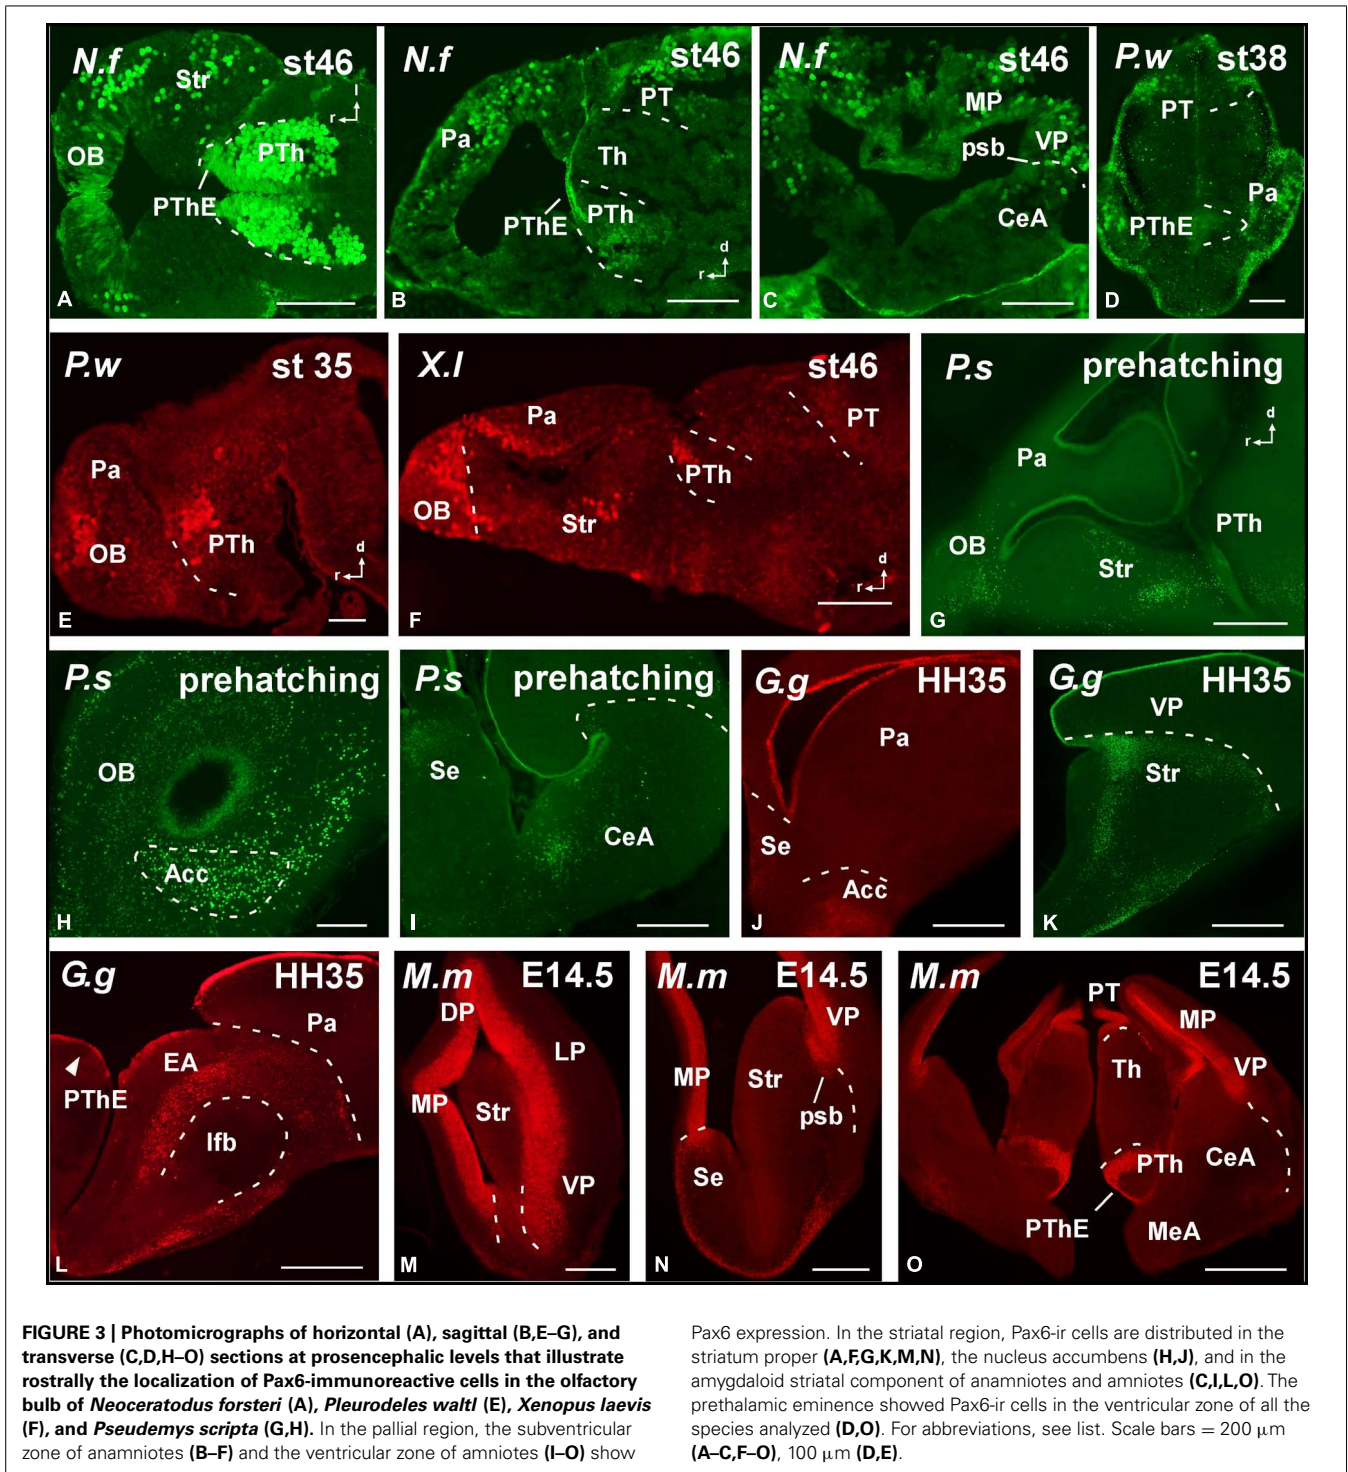 N.f st46
Str
OB
PTh
PThE
r l
A
N.f st46
PT
Pa
Th
PThE PTh
d
r
B
N.f st46
MP
psb VP
CeA
C
P.w st38
PT
Pa
PThE
D
P.w st 35
Pa
OB PTh
d
r
E
X.l st46
Pa PT
PTh
OB Str
d
r
F
P.s prehatching
d
r
Pa
PTh
OB
Str
G
P.s prehatching
OB
Acc
H
P.s prehatching
Se
CeA
I
G.g HH35
Pa
Se
Acc
J
G.g HH35
VP
Str
K
G.g HH35
Pa
EA
PThE
lfb
L
M.m E14.5
DP
LP
MP Str
VP
M
M.m E14.5
VP
MP Str
psb
Se
N
M.m E14.5
PT
MP
Th VP
PTh CeA
PThE MeA
O
FIGURE 3 | Photomicrographs of horizontal (A), sagittal (B,E–G), and
transverse (C,D,H–O) sections at prosencephalic levels that illustrate
rostrally the localization of Pax6-immunoreactive cells in the olfactory
bulb of Neoceratodus forsteri (A), Pleurodeles waltl (E), Xenopus laevis
(F), and Pseudemys scripta (G,H). In the pallial region, the subventricular
zone of anamniotes (B–F) and the ventricular zone of amniotes (I–O) show
Pax6 expression. In the striatal region, Pax6-ir cells are distributed in the
striatum proper (A,F,G,K,M,N), the nucleus accumbens (H,J), and in the
amygdaloid striatal component of anamniotes and amniotes (C,I,L,O). The
prethalamic eminence showed Pax6-ir cells in the ventricular zone of all the
species analyzed (D,O). For abbreviations, see list. Scale bars = 200 μm
(A–C,F–O), 100 μm (D,E).